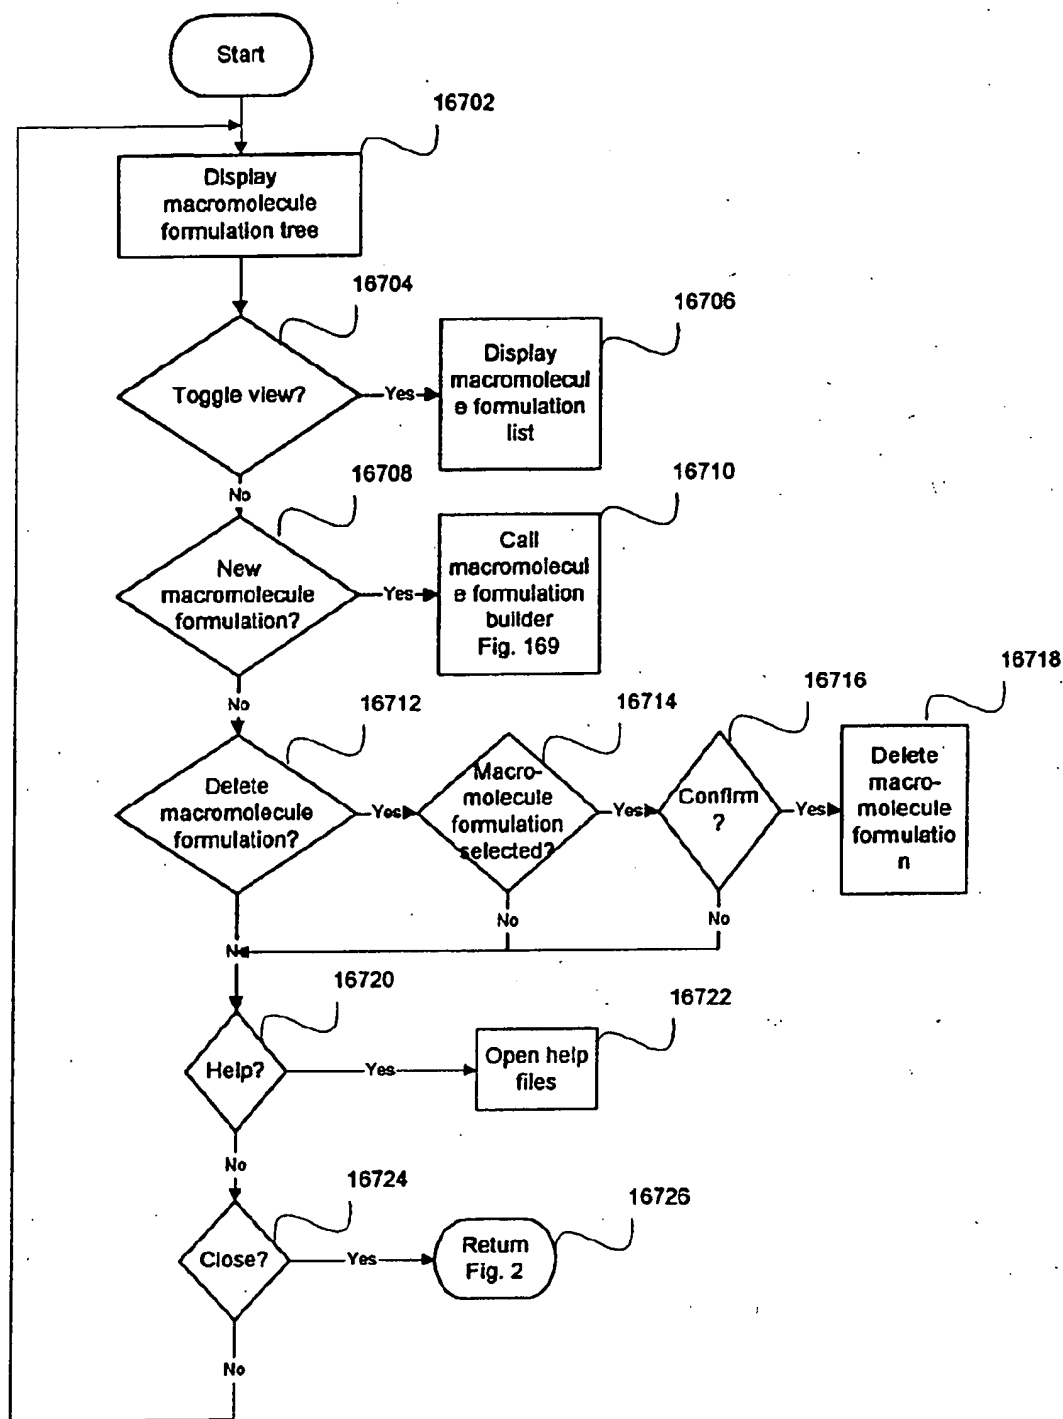 Start
16702
Display
macromolecule
formulation tree
16704
16706
Toggle view?
Yes
Display
macromolecul
e formulation
list
No
16708
16710
New
macromolecule
formulation?
Yes
Call
macromolecul
e formulation
builder
Fig. 169
No
16712
16714
16716
16718
Delete
macromolecule
formulation?
Yes
Macro-
molecule
formulation
selected?
Yes
Confirm
?
Yes
Delete
macro-
molecule
formulatio
n
No
No
N
16720
16722
Help?
Yes
Open help
files
No
16724
16726
Close?
Yes
Return
Fig. 2
No